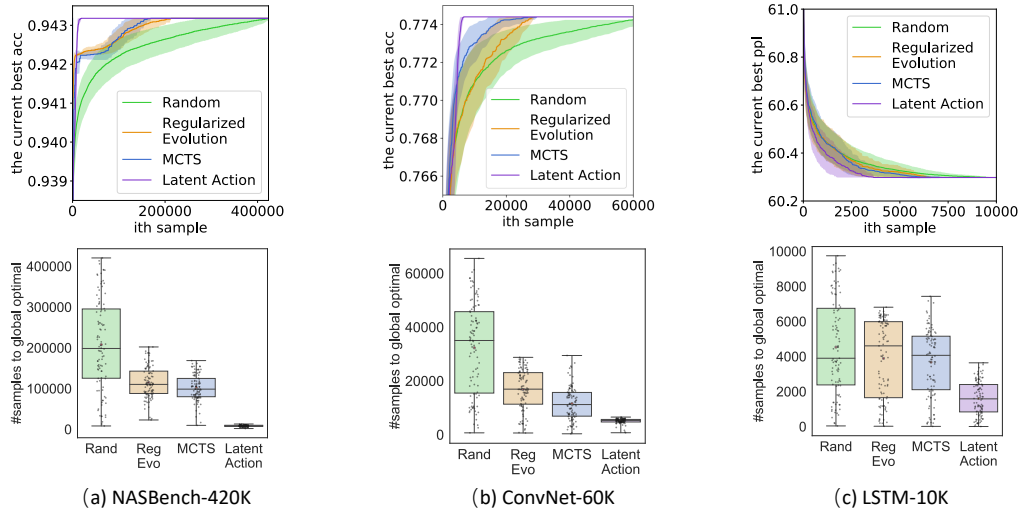 the current best acc
0.943
0.942
0.941
0.940
0.939
Random
Regularized
Evolution
MCTS
Latent Action
0
200000
400000
ith sample
the current best acc
0.774
0.772
0.770
0.768
0.766
Random
Regularized
Evolution
MCTS
Latent Action
0
20000
40000
60000
ith sample
the current best ppl
61.0
60.8
60.6
60.4
60.2
Random
Regularized
Evolution
MCTS
Latent Action
0
2500
5000
7500
10000
ith sample
#samples to global optimal
400000
300000
200000
100000
0
Rand
Reg
Evo
MCTS
Latent
Action
#samples to global optimal
60000
40000
20000
0
Rand
Reg
Evo
MCTS
Latent
Action
#samples to global optimal
10000
8000
6000
4000
2000
0
Rand
Reg
Evo
MCTS
Latent
Action
(a) NASBench-420K
(b) ConvNet-60K
(c) LSTM-10K